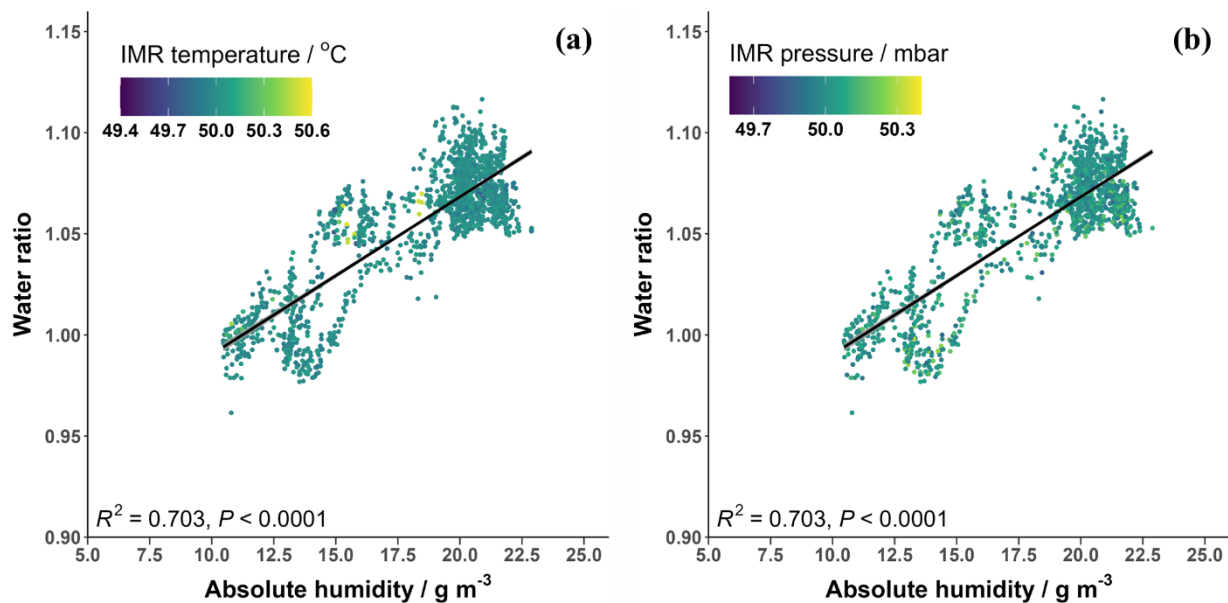 (a)
IMR temperature / °C
49.4 49.7 50.0 50.3 50.6
1.15
1.10
1.05
1.00
0.95
0.90
Water ratio
R² = 0.703, P < 0.0001
5.0 7.5 10.0 12.5 15.0 17.5 20.0 22.5 25.0
Absolute humidity / g m⁻³
(b)
IMR pressure / mbar
49.7 50.0 50.3
1.15
1.10
1.05
1.00
0.95
0.90
Water ratio
R² = 0.703, P < 0.0001
5.0 7.5 10.0 12.5 15.0 17.5 20.0 22.5 25.0
Absolute humidity / g m⁻³